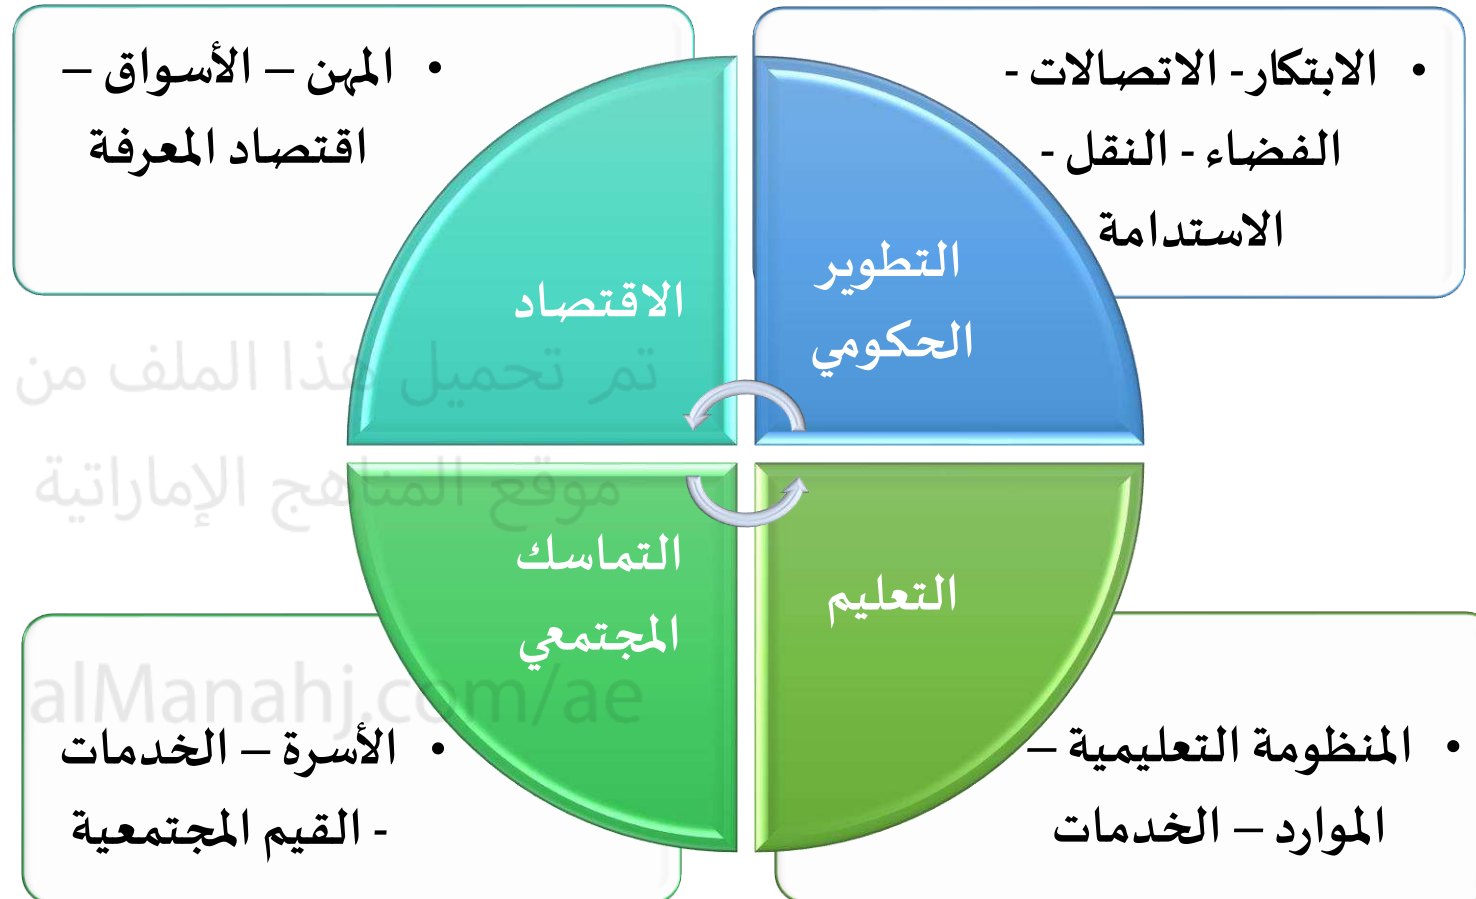 • الابتكار- الاتصالات -
الفضاء - النقل -
الاستدامة
• المهن – الأسواق –
اقتصاد المعرفة
التطوير
الحكومي
الاقتصاد
تم تحميل هذا الملف من
موقع المناهج الإماراتية
التعليم
التماسك
المجتمعي
alManahj.com/ae
• المنظومة التعليمية –
الموارد – الخدمات
• الأسرة – الخدمات
- القيم المجتمعية